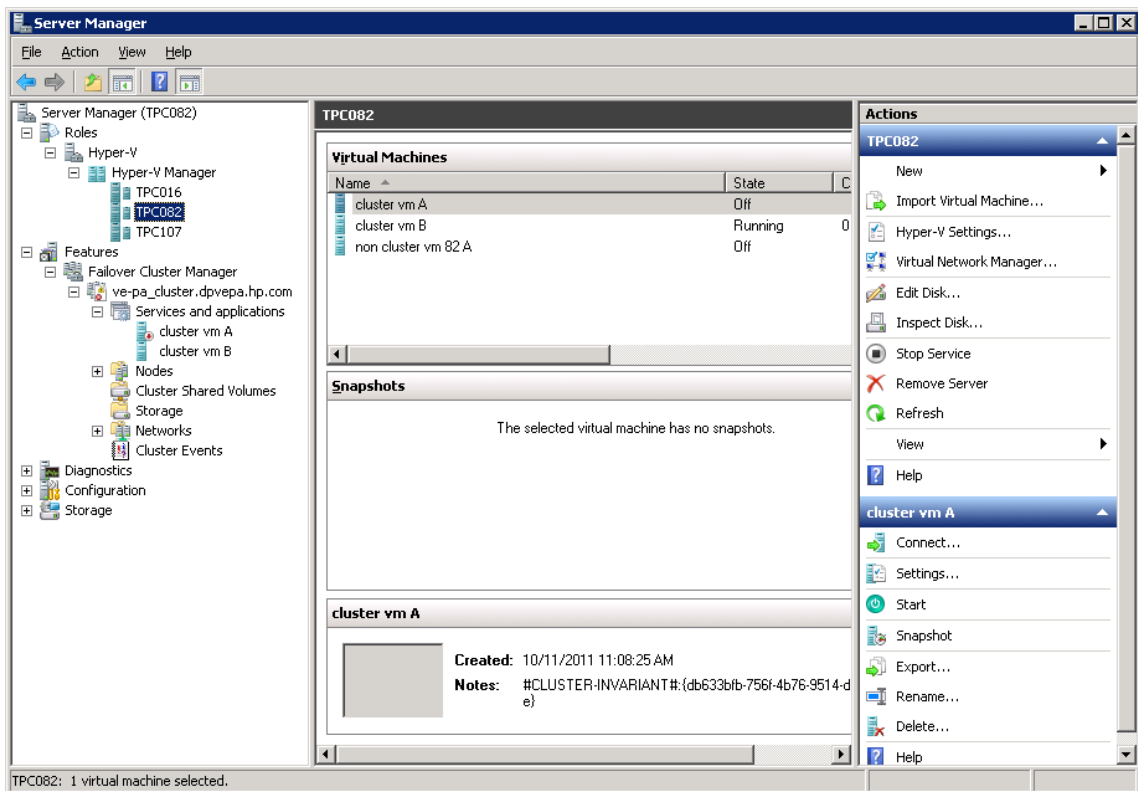 Server Manager
File Action View Help
Server Manager (TPC082)
Roles
Hyper-V
Hyper-V Manager
TPC016
TPC082
TPC107
Features
Failover Cluster Manager
ve-pa_cluster.dpvepa.hp.com
Services and applications
cluster vm A
cluster vm B
Nodes
Cluster Shared Volumes
Storage
Networks
Cluster Events
Diagnostics
Configuration
Storage
TPC082
Virtual Machines
Name State C
cluster vm A Off
cluster vm B Running 0
non cluster vm 82 A Off
Snapshots
The selected virtual machine has no snapshots.
cluster vm A
Created: 10/11/2011 11:08:25 AM
Notes: #CLUSTER-INVARIANT#:{db633bfb-756f-4b76-9514-d
e}
Actions
TPC082
New
Import Virtual Machine...
Hyper-V Settings...
Virtual Network Manager...
Edit Disk...
Inspect Disk...
Stop Service
Remove Server
Refresh
View
Help
cluster vm A
Connect...
Settings...
Start
Snapshot
Export...
Rename...
Delete...
Help
TPC082: 1 virtual machine selected.